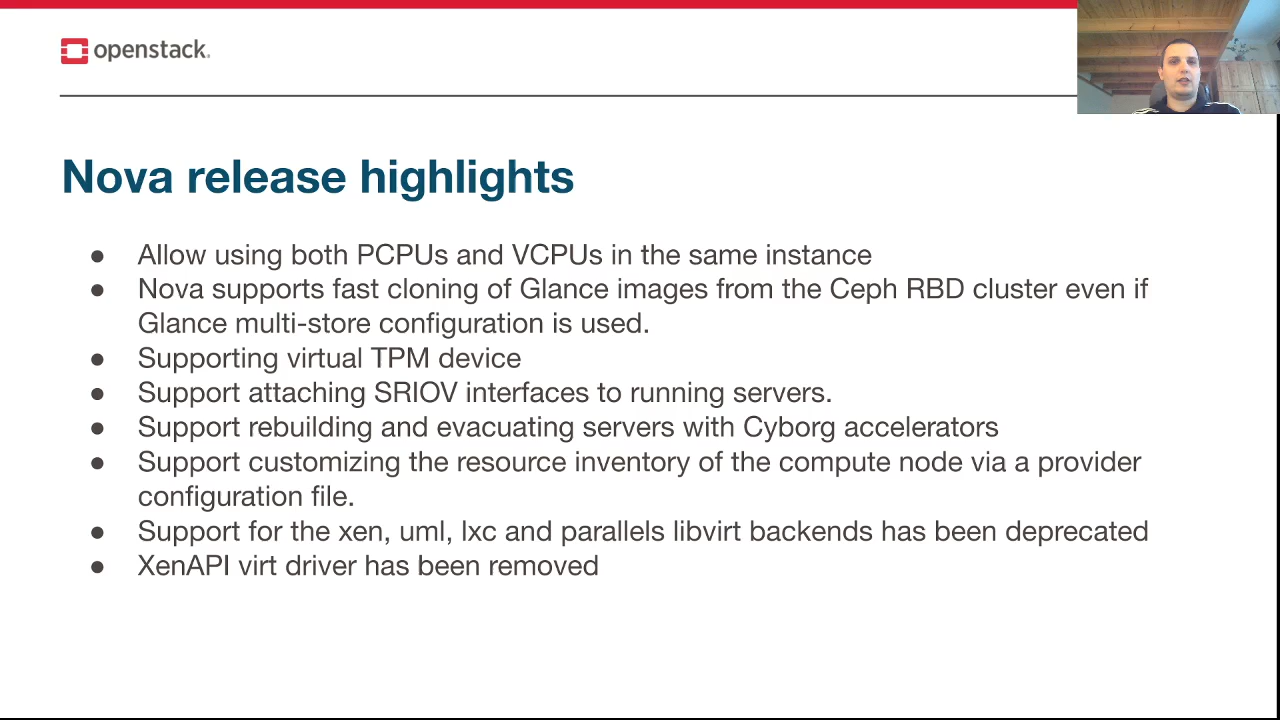 openstack.
Nova release highlights
● Allow using both PCPUs and VCPUs in the same instance
● Nova supports fast cloning of Glance images from the Ceph RBD cluster even if
Glance multi-store configuration is used.
● Supporting virtual TPM device
● Support attaching SRIOV interfaces to running servers.
● Support rebuilding and evacuating servers with Cyborg accelerators
● Support customizing the resource inventory of the compute node via a provider
configuration file.
● Support for the xen, uml, lxc and parallels libvirt backends has been deprecated
● XenAPI virt driver has been removed